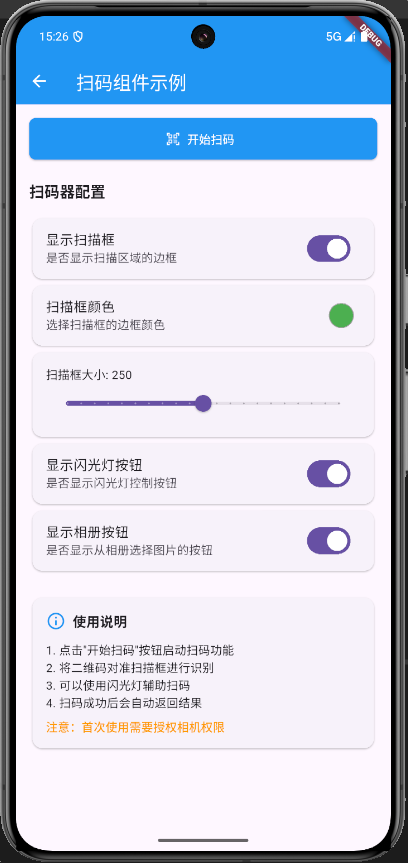 15:26
5G
DEBUG
扫码组件示例
开始扫码
扫码器配置
显示扫描框
是否显示扫描区域的边框
扫描框颜色
选择扫描框的边框颜色
扫描框大小: 250
显示闪光灯按钮
是否显示闪光灯控制按钮
显示相册按钮
是否显示从相册选择图片的按钮
使用说明
1. 点击"开始扫码"按钮启动扫码功能
2. 将二维码对准扫描框进行识别
3. 可以使用闪光灯辅助扫码
4. 扫码成功后会自动返回结果
注意：首次使用需要授权相机权限